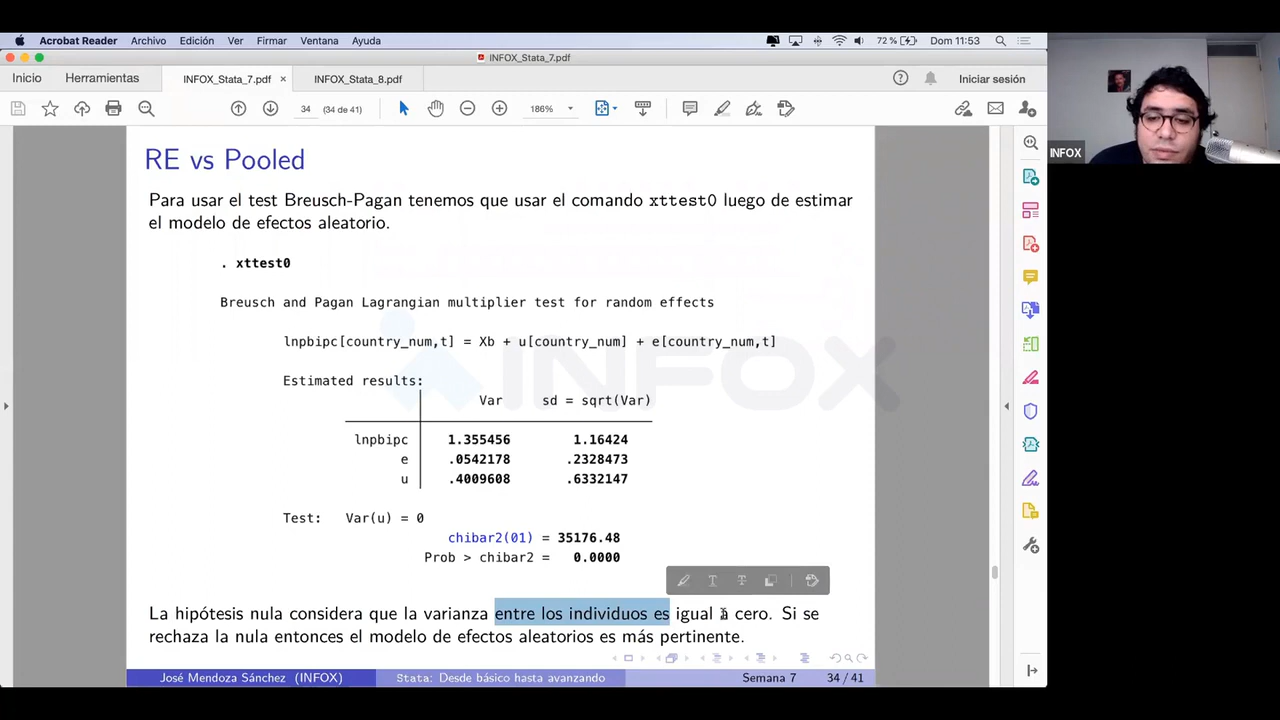 Acrobat Reader Archivo Edición Ver Firmar Ventana Ayuda 72 % Dom 11:53
INFOX_Stata_7.pdf
Inicio Herramientas INFOX_Stata_7.pdf × INFOX_Stata_8.pdf Iniciar sesión
34 (34 de 41) 186%
RE vs Pooled
Para usar el test Breusch-Pagan tenemos que usar el comando xttest0 luego de estimar
el modelo de efectos aleatorio.
. xttest0
Breusch and Pagan Lagrangian multiplier test for random effects
lnpbipc[country_num,t] = Xb + u[country_num] + e[country_num,t]
Estimated results:
Var sd = sqrt(Var)
lnpbipc 1.355456 1.16424
e .0542178 .2328473
u .4009608 .6332147
Test: Var(u) = 0
chibar2(01) = 35176.48
Prob > chibar2 = 0.0000
La hipótesis nula considera que la varianza entre los individuos es igual a cero. Si se
rechaza la nula entonces el modelo de efectos aleatorios es más pertinente.
José Mendoza Sánchez (INFOX) Stata: Desde básico hasta avanzando Semana 7 34 / 41
INFOX
INFOX